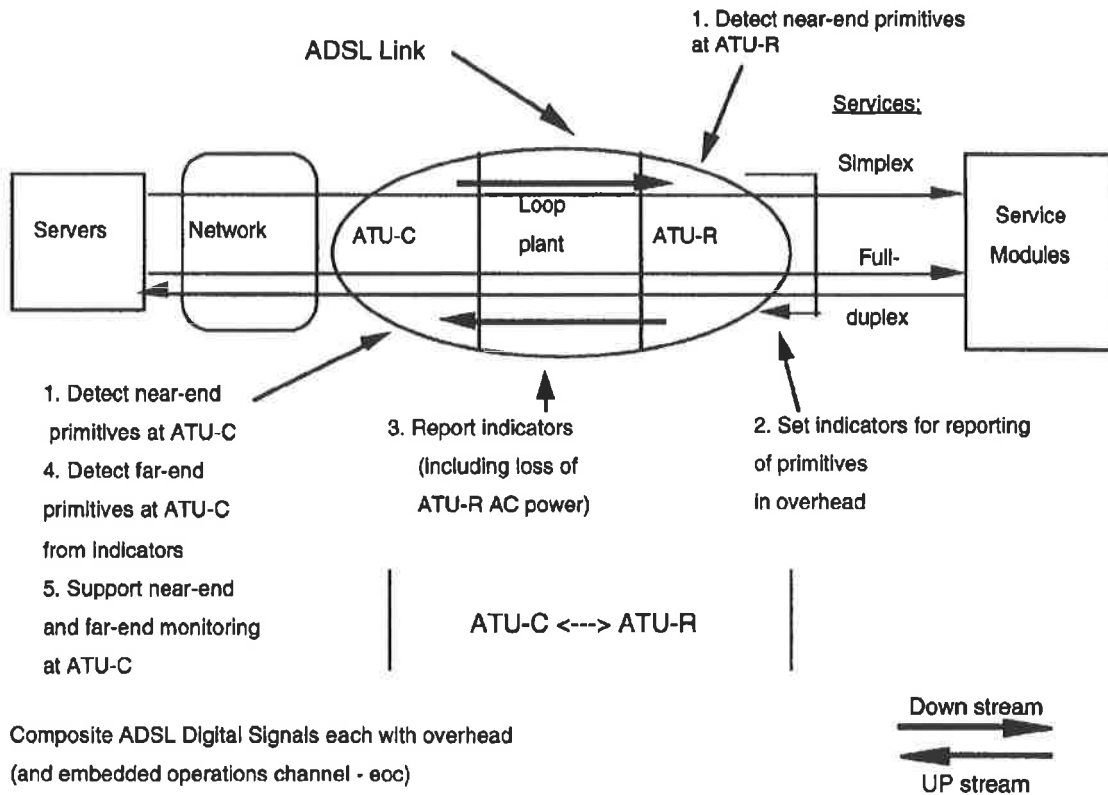 1. Detect near-end primitives
at ATU-R
ADSL Link
Services:
Simplex
Servers
Network
ATU-C
Loop
plant
ATU-R
Service
Modules
Full-
duplex
1. Detect near-end
primitives at ATU-C
4. Detect far-end
primitives at ATU-C
from indicators
5. Support near-end
and far-end monitoring
at ATU-C
3. Report indicators
(including loss of
ATU-R AC power)
2. Set indicators for reporting
of primitives
in overhead
ATU-C <---> ATU-R
Composite ADSL Digital Signals each with overhead
(and embedded operations channel - eoc)
Down stream
UP stream